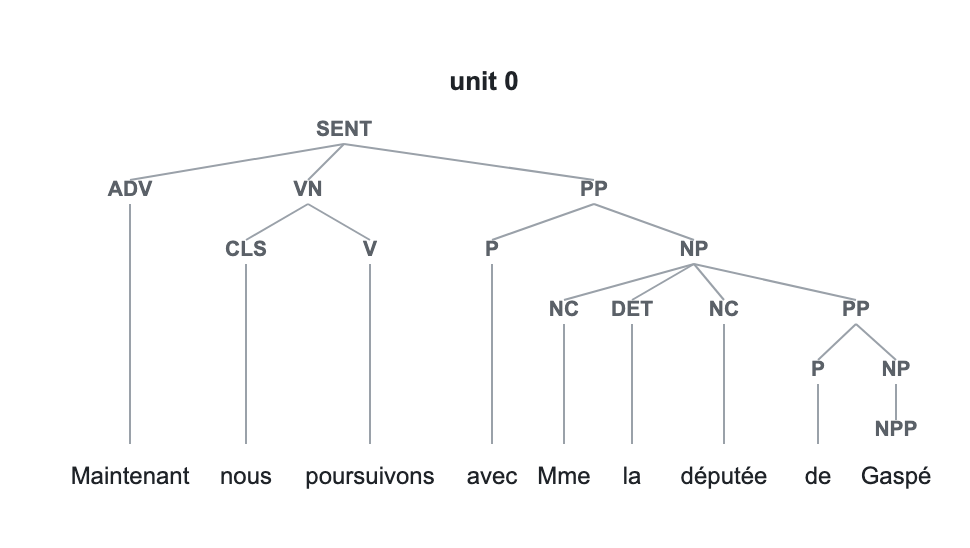 unit 0
SENT
ADV VN PP
CLS V P NP
NC DET NC PP
P NP
NPP
Maintenant nous poursuivons avec Mme la députée de Gaspé